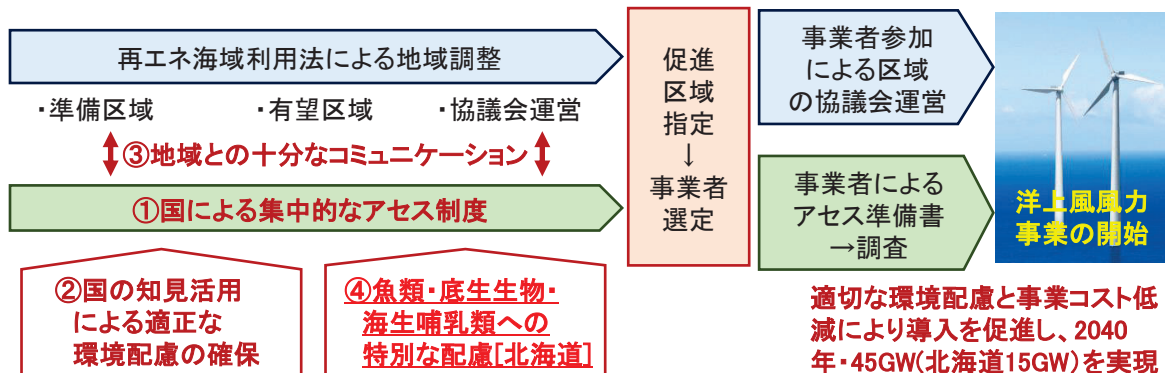 再エネ海域利用法による地域調整
・準備区域 ・有望区域 ・協議会運営
③地域との十分なコミュニケーション
①国による集中的なアセス制度
②国の知見活用
による適正な
環境配慮の確保
④魚類・底生生物・
海生哺乳類への
特別な配慮[北海道]
促進
区域
指定
↓
事業者
選定
事業者参加
による区域
の協議会運営
事業者による
アセス準備書
→調査
洋上風風力
事業の開始
適切な環境配慮と事業コスト低
減により導入を促進し、2040
年・45GW(北海道15GW)を実現